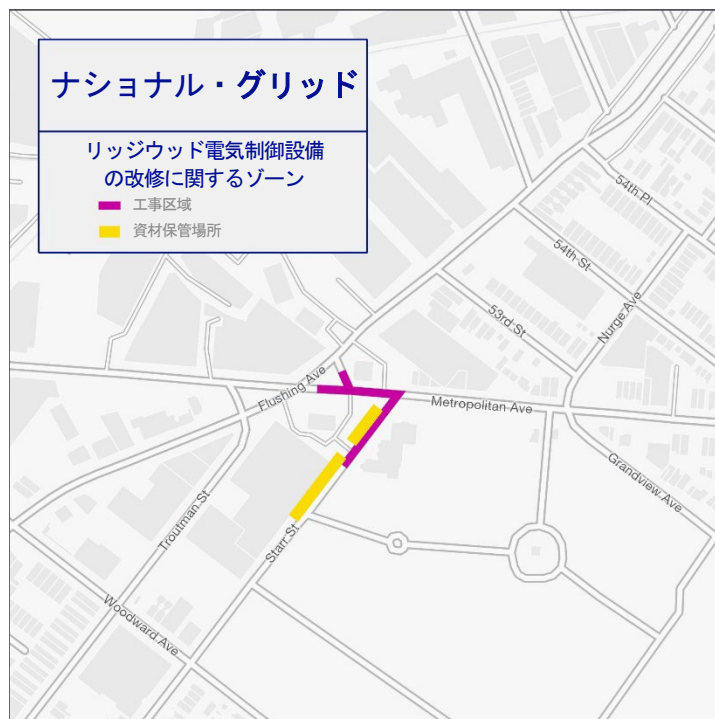 ナショナル・グリッド
リッジウッド電気制御設備
の改修に関するゾーン
工事区域
資材保管場所
54th Pl
54th St
53rd St
Nurge Ave
Flushing Ave
Metropolitan Ave
Grandview Ave
Troutman St
Starr St
Woodward Ave